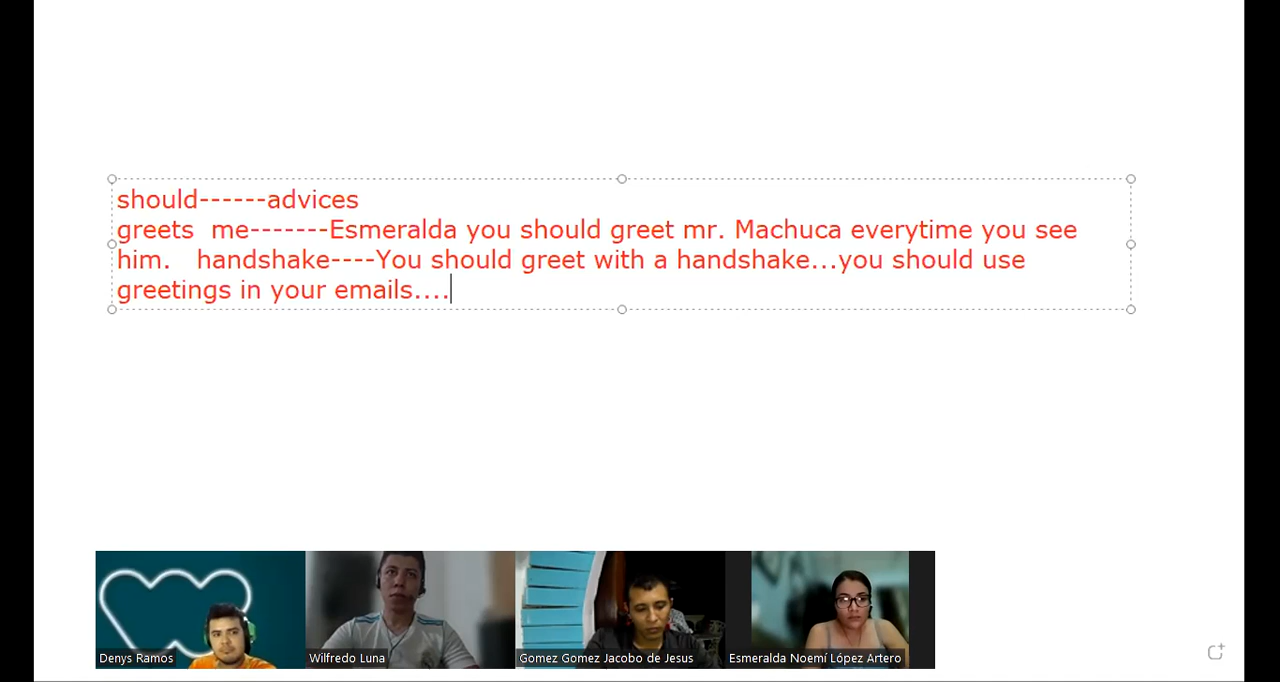 should------advices
greets  me-------Esmeralda you should greet mr. Machuca everytime you see
him.   handshake----You should greet with a handshake...you should use
greetings in your emails....
Denys Ramos
Wilfredo Luna
Gomez Gomez Jacobo de Jesus
Esmeralda Noemí López Artero